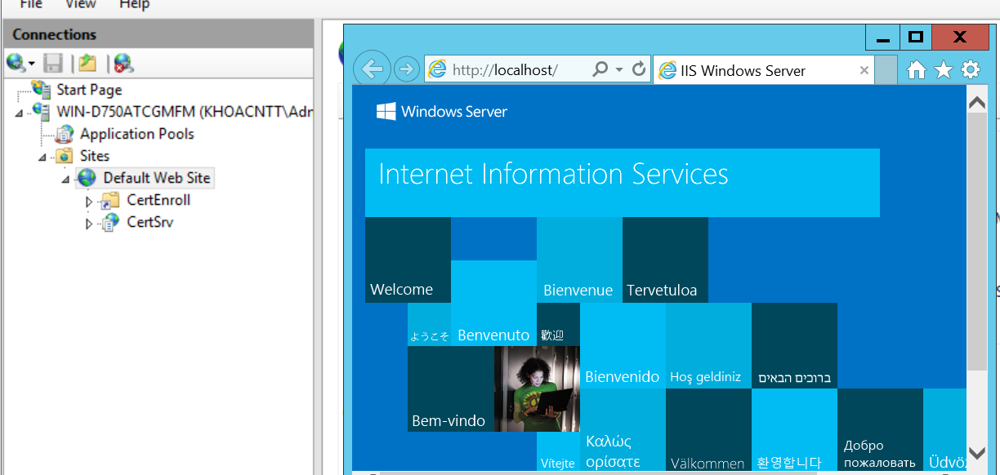 File View Help
Connections
Start Page
WIN-D750ATCGMFM (KHOACNTT\Adr
Application Pools
Sites
Default Web Site
CertEnroll
CertSrv
http://localhost/
IIS Windows Server
Windows Server
Internet Information Services
Welcome
Bienvenue
Tervetuloa
ようこそ
Benvenuto
歡迎
Bienvenido
Hoş geldiniz
ברוכים הבאים
Bem-vindo
Vítejte
Καλώς
ορίσατε
Välkommen
환영합니다
Добро
пожаловать
Üdvöz